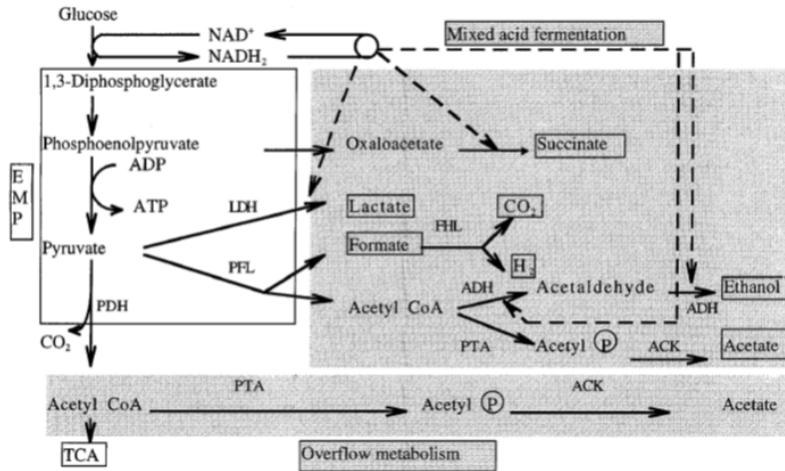 Glucose
NAD⁺
NADH₂
Mixed acid fermentation
1,3-Diphosphoglycerate
Phosphoenolpyruvate
Oxaloacetate
Succinate
ADP
EMP
ATP
LDH
Lactate
CO₂
FHL
Pyruvate
Formate
PFL
H₂
ADH
Acetaldehyde
Ethanol
Acetyl CoA
ADH
PDH
CO₂
PTA
Acetyl P
ACK
Acetate
PTA
ACK
Acetyl CoA
Acetyl P
Acetate
TCA
Overflow metabolism